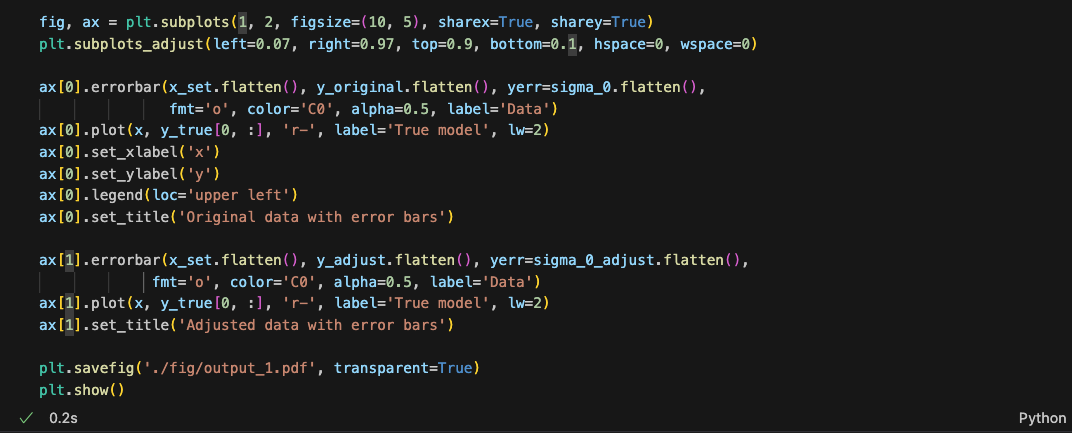 fig, ax = plt.subplots(1, 2, figsize=(10, 5), sharex=True, sharey=True)
plt.subplots_adjust(left=0.07, right=0.97, top=0.9, bottom=0.1, hspace=0, wspace=0)
ax[0].errorbar(x_set.flatten(), y_original.flatten(), yerr=sigma_0.flatten(),
fmt='o', color='C0', alpha=0.5, label='Data')
ax[0].plot(x, y_true[0, :], 'r-', label='True model', lw=2)
ax[0].set_xlabel('x')
ax[0].set_ylabel('y')
ax[0].legend(loc='upper left')
ax[0].set_title('Original data with error bars')
ax[1].errorbar(x_set.flatten(), y_adjust.flatten(), yerr=sigma_0_adjust.flatten(),
fmt='o', color='C0', alpha=0.5, label='Data')
ax[1].plot(x, y_true[0, :], 'r-', label='True model', lw=2)
ax[1].set_title('Adjusted data with error bars')
plt.savefig('./fig/output_1.pdf', transparent=True)
plt.show()
0.2s
Python